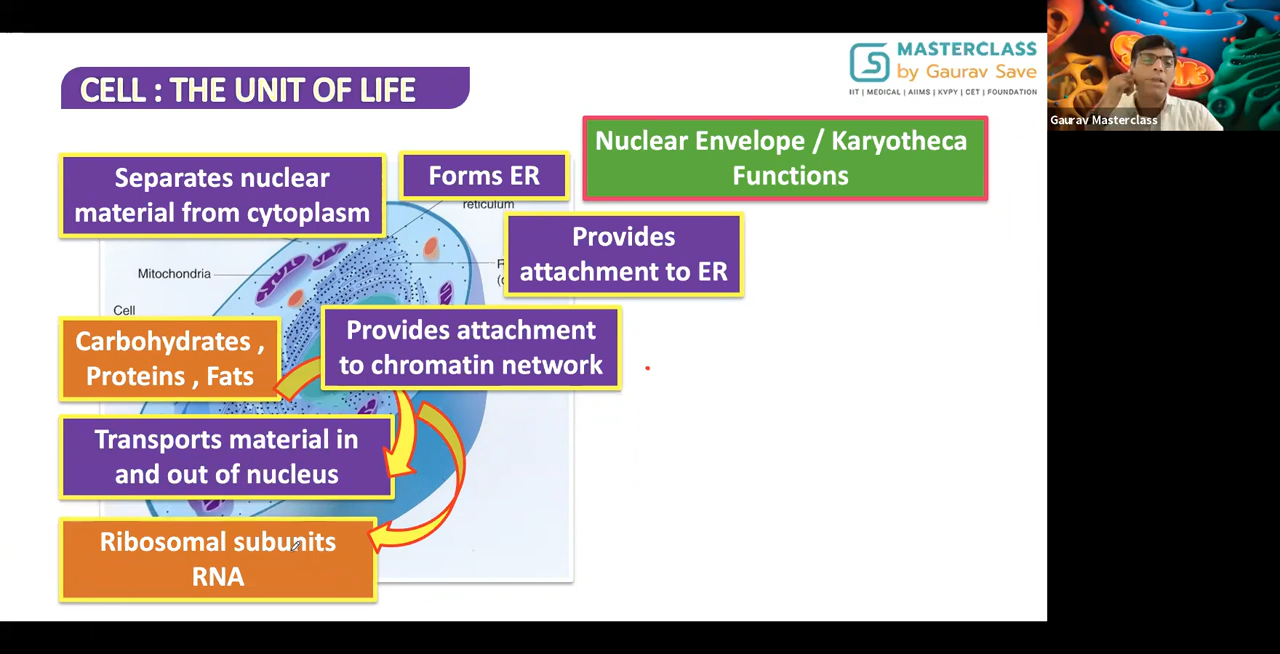 CELL : THE UNIT OF LIFE
MASTERCLASS
by Gaurav Save
IIT | MEDICAL | AIIMS | KVPY | CET | FOUNDATION
Gaurav Masterclass
Nuclear Envelope / Karyotheca
Functions
Separates nuclear
material from cytoplasm
Forms ER
reticulum
Provides
attachment to ER
Mitochondria
Cell
Provides attachment
to chromatin network
Carbohydrates ,
Proteins , Fats
Transports material in
and out of nucleus
Ribosomal subunits
RNA